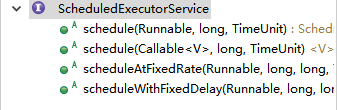 ScheduledExecutorService
A schedule(Runnable, long, TimeUnit) : Sched
A schedule(Callable<V>, long, TimeUnit) <V>
A scheduleAtFixedRate(Runnable, long, long,
A scheduleWithFixedDelay(Runnable, long, lon